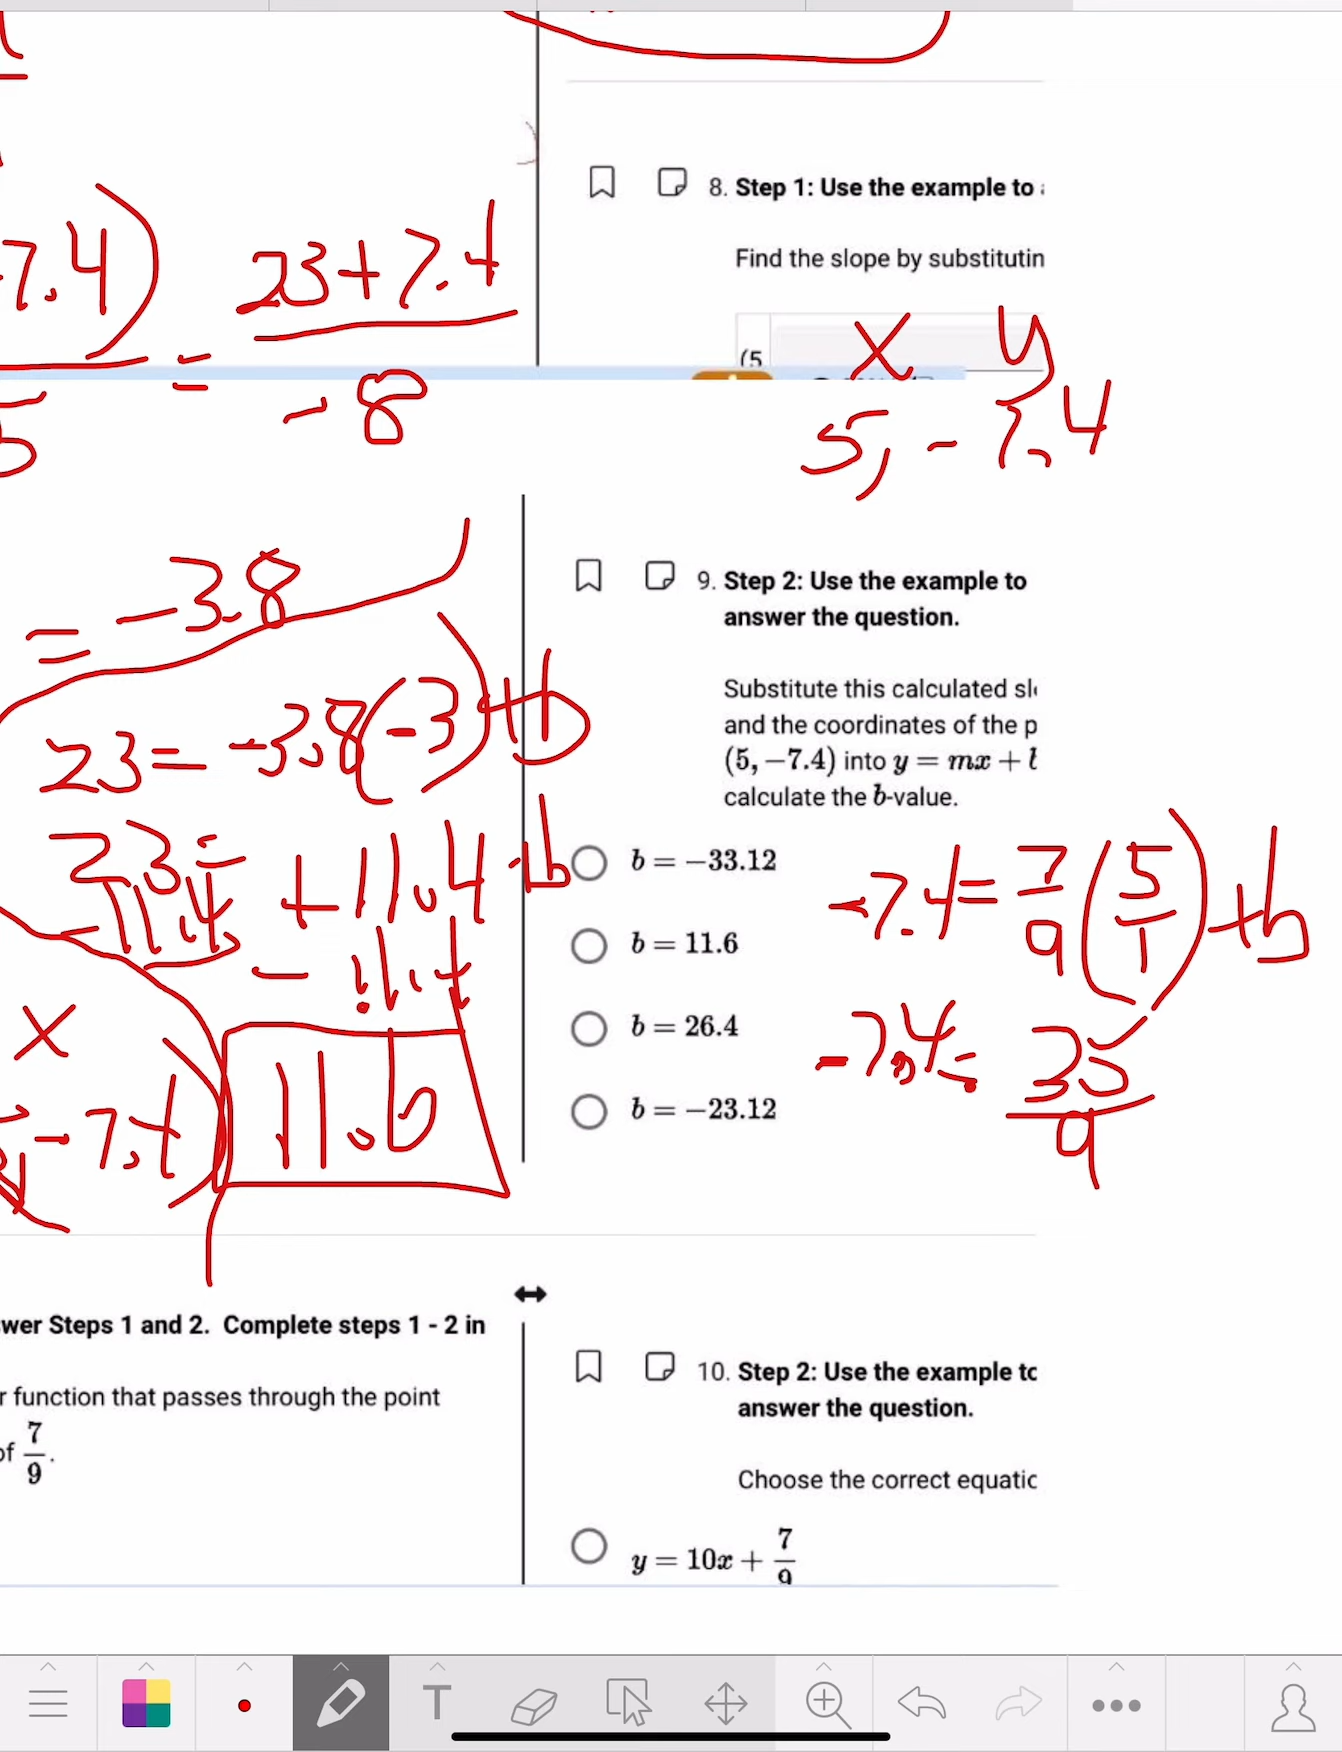 7.4) = 23+7.4
5 -8
= -3.8
23 = -3.8(-3)+b
23 = +11.4+b
-11.4 -11.4
x
-7.4) 11.6
wer Steps 1 and 2. Complete steps 1 - 2 in
r function that passes through the point
of 7/9.
8. Step 1: Use the example to
Find the slope by substitutin
(5
x y
5, -7.4
9. Step 2: Use the example to
answer the question.
Substitute this calculated sl
and the coordinates of the p
(5, −7.4) into y = mx +
calculate the b-value.
b = −33.12
b = 11.6
b = 26.4
b = −23.12
-7.4 = 7/9 (5/1) +b
-7.4 = 35/9
10. Step 2: Use the example to
answer the question.
Choose the correct equatic
y = 10x + 7/9
T